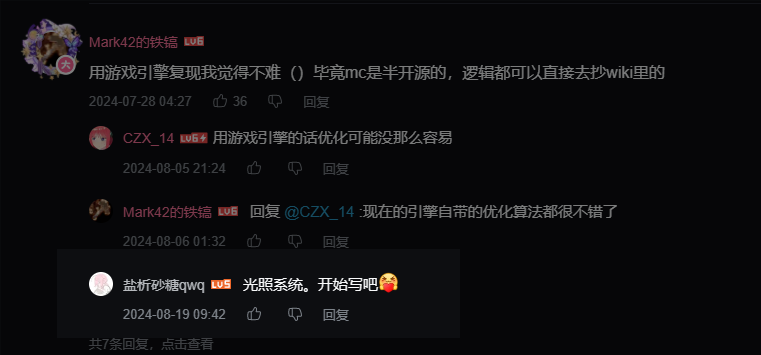 Mark42的铁镐 LV6
用游戏引擎复现我觉得不难（）毕竟mc是半开源的，逻辑都可以直接去抄wiki里的
2024-07-28 04:27 36 回复
大
CZX_14 LV6 用游戏引擎的话优化可能没那么容易
2024-08-05 21:24 回复
Mark42的铁镐 LV6 回复 @CZX_14 :现在的引擎自带的优化算法都很不错了
2024-08-06 01:32 回复
盐析砂糖qwq LV5 光照系统。开始写吧
2024-08-19 09:42 回复
共7条回复，点击查看